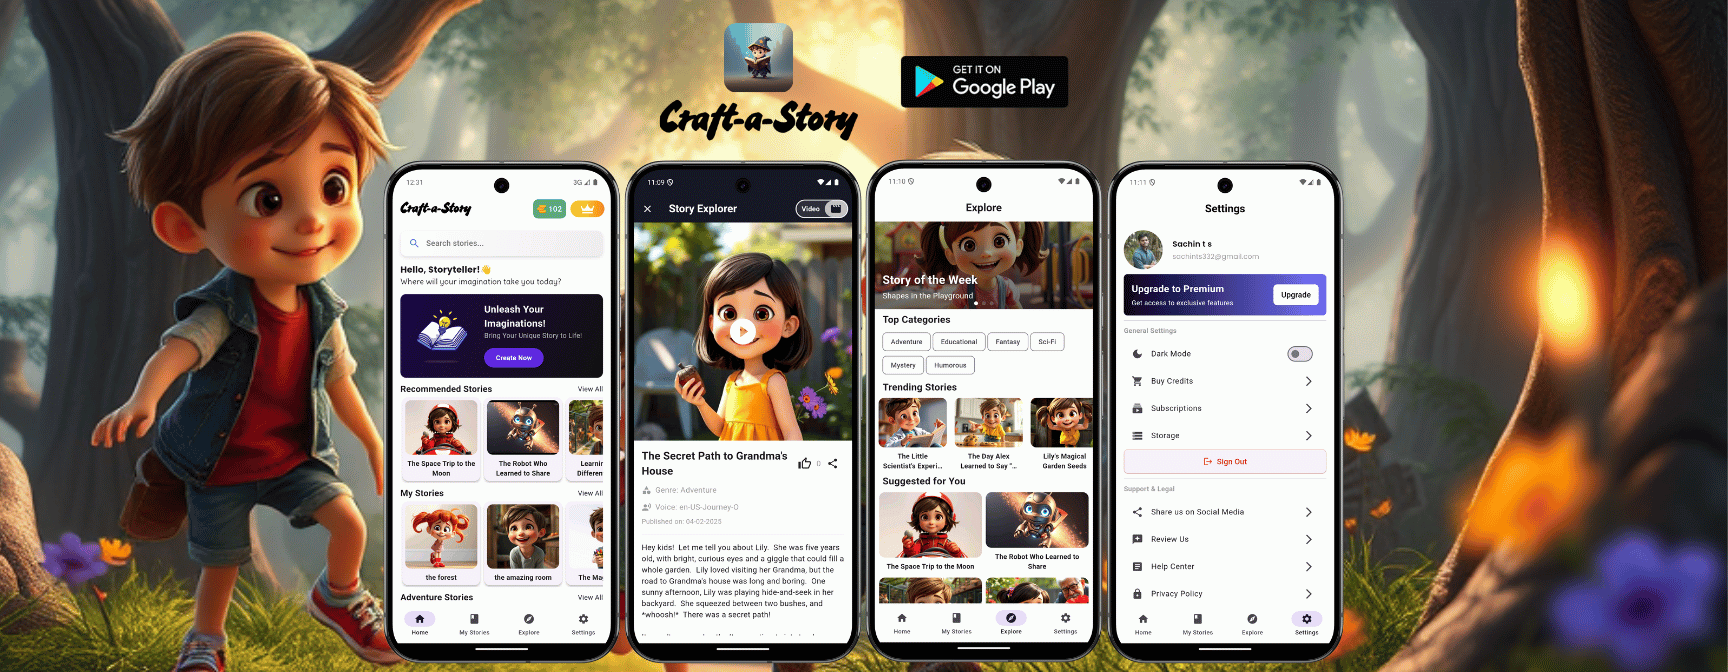 Craft-a-Story
GET IT ON
Google Play
12:31
3G
Craft-a-Story
102
Search stories...
Hello, Storyteller! 👋
Where will your imagination take you today?
Unleash Your
Imaginations!
Bring Your Unique Story to Life!
Create Now
Recommended Stories
View All
The Space Trip to the
Moon
The Robot Who
Learned to Share
Learnin
Differen
My Stories
View All
the forest
the amazing room
The Ma
Adventure Stories
View All
Home
My Stories
Explore
Settings
11:09
Story Explorer
Video
The Secret Path to Grandma's
House
0
Genre: Adventure
Voice: en-US-Journey-O
Published on: 04-02-2025
Hey kids! Let me tell you about Lily. She was five years
old, with bright, curious eyes and a giggle that could fill a
whole garden. Lily loved visiting her Grandma, but the
road to Grandma's house was long and boring. One
sunny afternoon, Lily was playing hide-and-seek in her
backyard. She squeezed between two bushes, and
*whoosh!* There was a secret path!
11:10
Explore
Story of the Week
Shapes in the Playground
Top Categories
Adventure
Educational
Fantasy
Sci-Fi
Mystery
Humorous
Trending Stories
The Little
Scientist's Experi...
The Day Alex
Learned to Say "...
Lily's Magical
Garden Seeds
Suggested for You
The Space Trip to the Moon
The Robot Who Learned to
Share
Home
My Stories
Explore
Settings
11:11
Settings
Sachin t s
sachints332@gmail.com
Upgrade to Premium
Get access to exclusive features
Upgrade
General Settings
Dark Mode
Buy Credits
Subscriptions
Storage
Sign Out
Support & Legal
Share us on Social Media
Review Us
Help Center
Privacy Policy
Home
My Stories
Explore
Settings